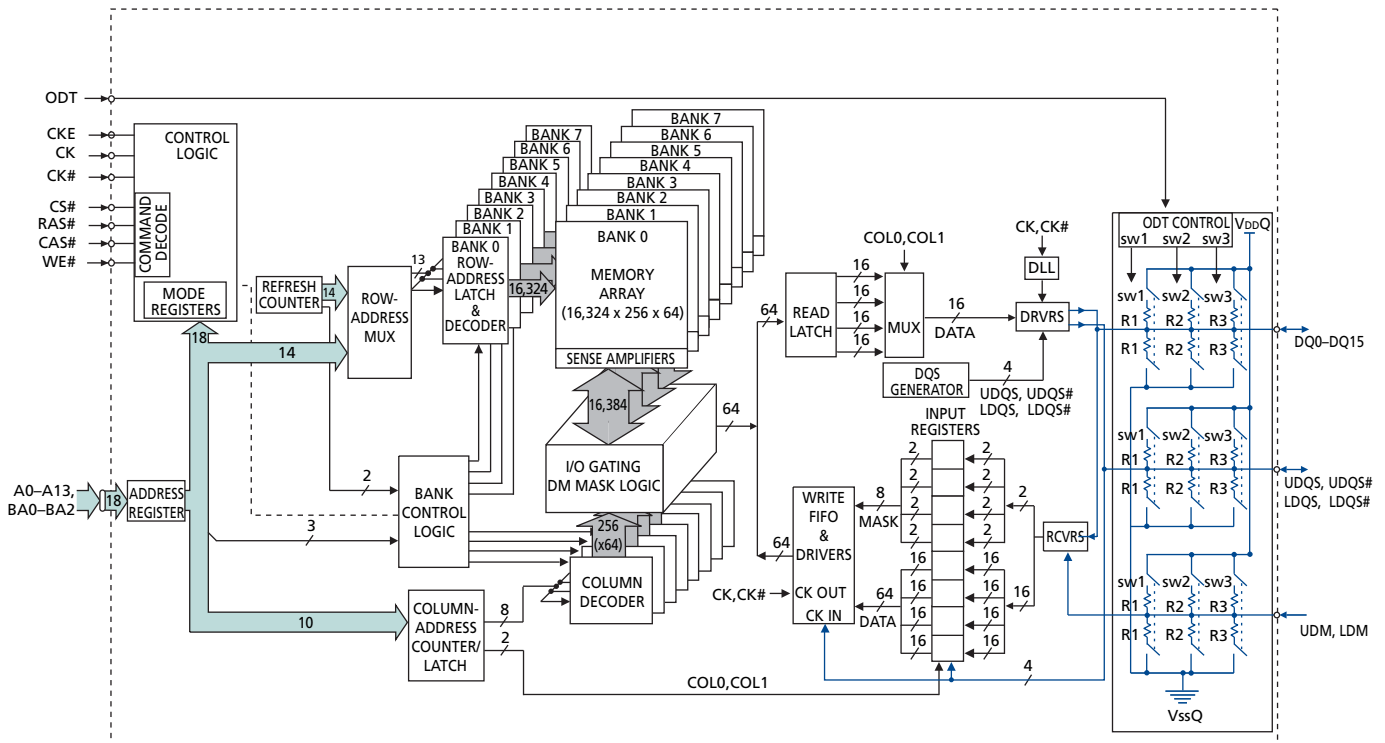 ODT
CKE
CK
CK#
CS#
RAS#
CAS#
WE#
CONTROL
LOGIC
COMMAND
DECODE
MODE
REGISTERS
18
A0–A13,
BA0–BA2
18
ADDRESS
REGISTER
REFRESH
COUNTER
14
14
ROW-
ADDRESS
MUX
13
2
3
10
BANK
CONTROL
LOGIC
COLUMN-
ADDRESS
COUNTER/
LATCH
8
2
BANK 7
BANK 6
BANK 5
BANK 4
BANK 3
BANK 2
BANK 1
BANK 0
ROW-
ADDRESS
LATCH
&
DECODER
16,324
BANK 7
BANK 6
BANK 5
BANK 4
BANK 3
BANK 2
BANK 1
BANK 0
MEMORY
ARRAY
(16,324 x 256 x 64)
SENSE AMPLIFIERS
16,384
I/O GATING
DM MASK LOGIC
256
(x64)
COLUMN
DECODER
COL0,COL1
64
64
64
READ
LATCH
16
16
16
16
COL0,COL1
MUX
16
DATA
CK,CK#
DLL
DRVRS
DQS
GENERATOR
4
UDQS, UDQS#
LDQS, LDQS#
INPUT
REGISTERS
2
2
2
2
16
16
16
16
2
2
2
2
16
16
16
16
2
16
RCVRS
4
WRITE
FIFO
&
DRIVERS
CK OUT
CK IN
8
MASK
64
DATA
CK,CK#
ODT CONTROL
VDDQ
sw1 sw2 sw3
sw1 sw2 sw3
R1 R2 R3
R1 R2 R3
sw1 sw2 sw3
R1 R2 R3
R1 R2 R3
sw1 sw2 sw3
R1 R2 R3
R1 R2 R3
VssQ
DQ0–DQ15
UDQS, UDQS#
LDQS, LDQS#
UDM, LDM